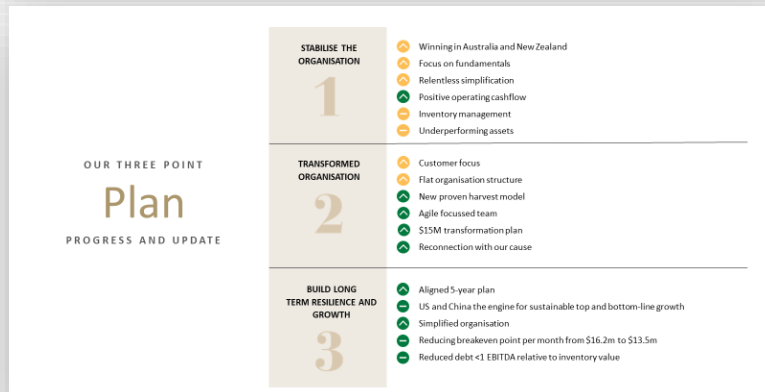 OUR THREE POINT
Plan
PROGRESS AND UPDATE
STABILISE THE
ORGANISATION
1
Winning in Australia and New Zealand
Focus on fundamentals
Relentless simplification
Positive operating cashflow
Inventory management
Underperforming assets
TRANSFORMED
ORGANISATION
2
Customer focus
Flat organisation structure
New proven harvest model
Agile focussed team
$15M transformation plan
Reconnection with our cause
BUILD LONG
TERM RESILIENCE AND
GROWTH
3
Aligned 5-year plan
US and China the engine for sustainable top and bottom-line growth
Simplified organisation
Reducing breakeven point per month from $16.2m to $13.5m
Reduced debt <1 EBITDA relative to inventory value